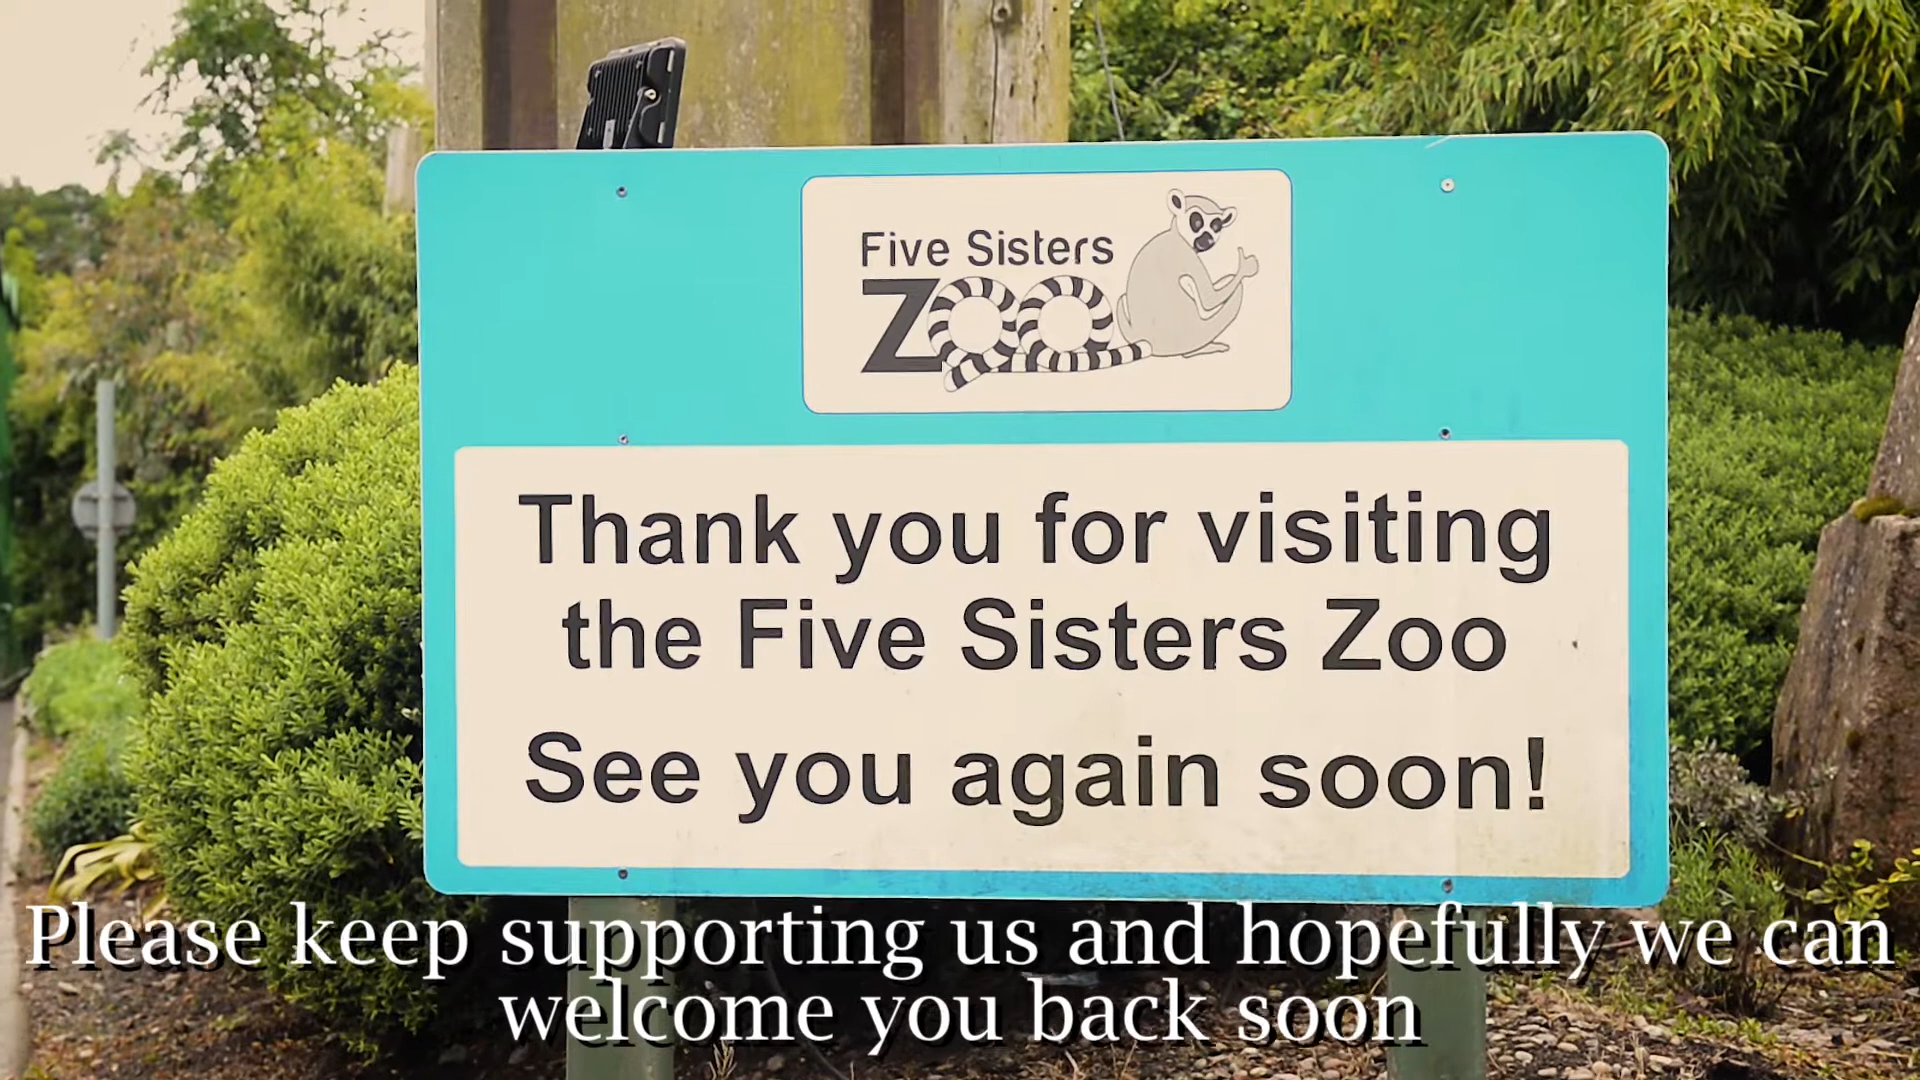 Five Sisters
Zoo
Thank you for visiting
the Five Sisters Zoo
See you again soon!
Please keep supporting us and hopefully we can
welcome you back soon